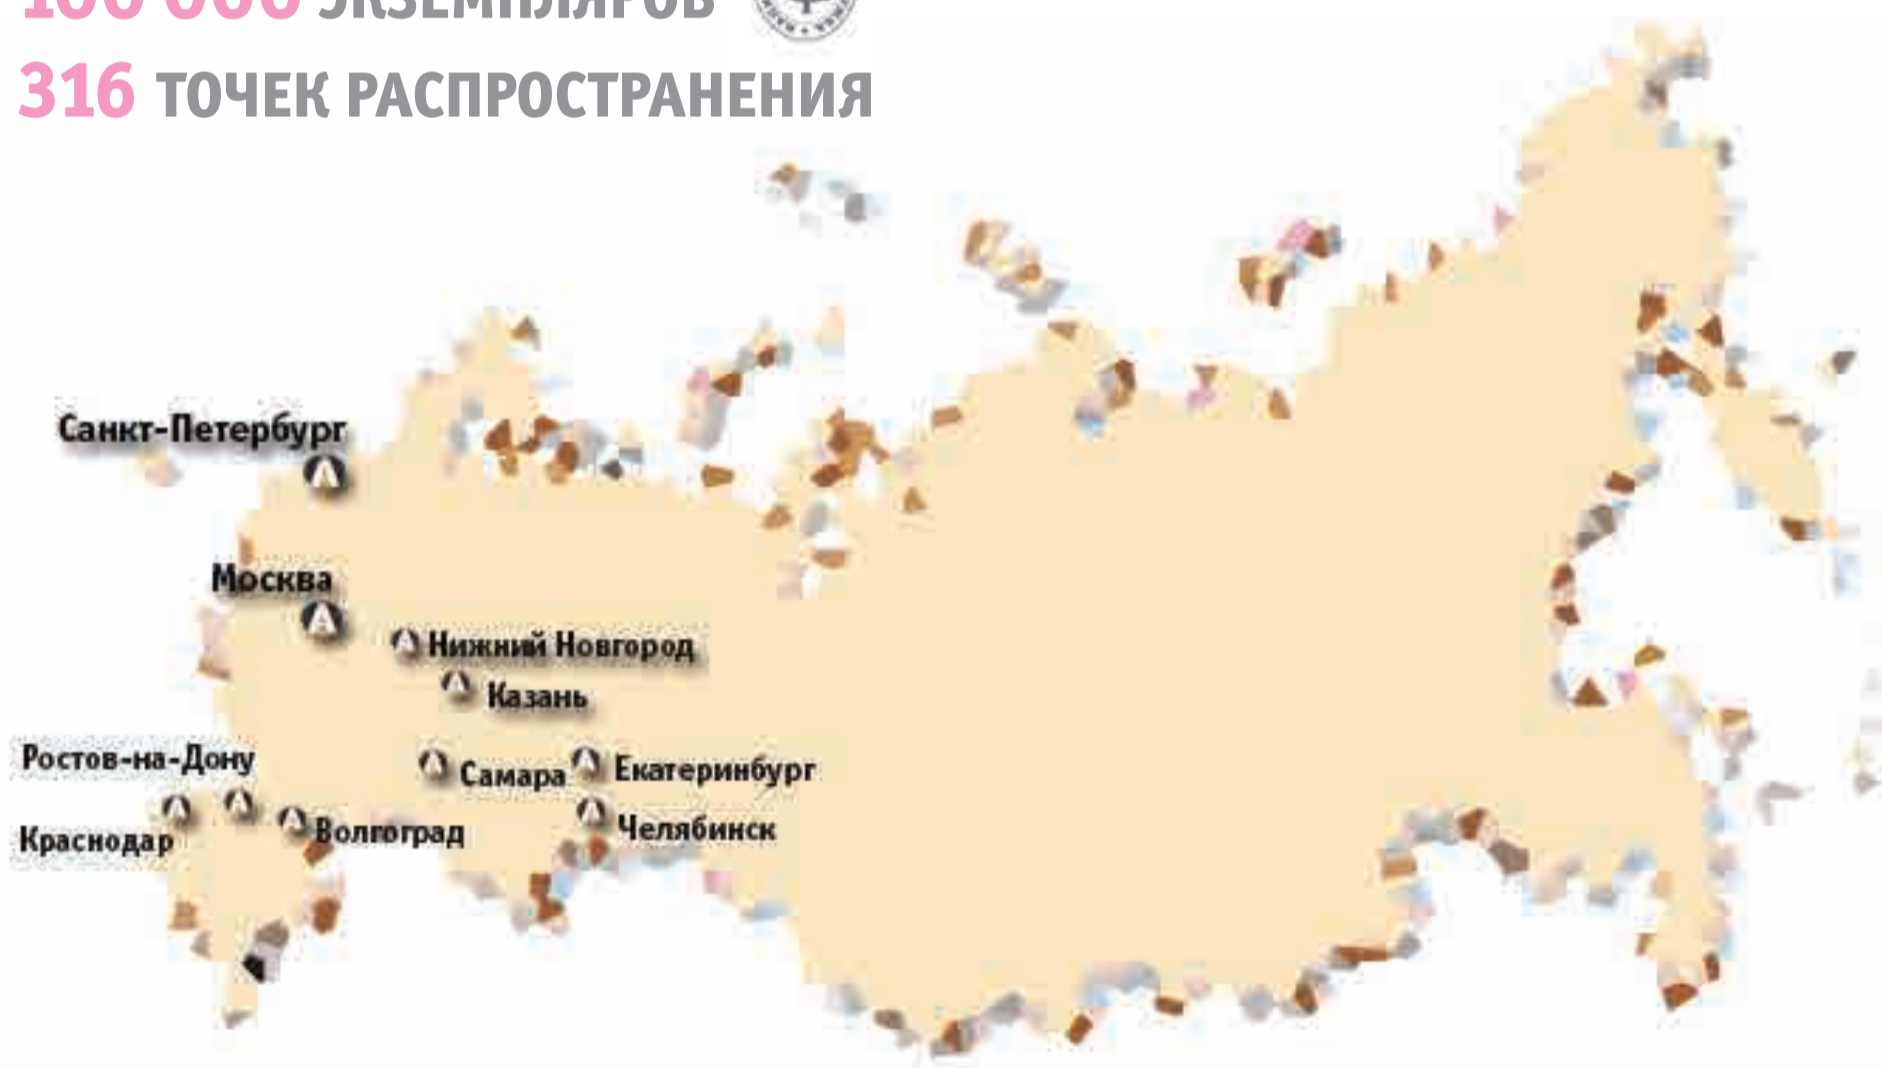 ЭКЗЕМПЛЯРОВ
316 ТОЧЕК РАСПРОСТРАНЕНИЯ
Санкт-Петербург
Москва
Нижний Новгород
Казань
Ростов-на-Дону
Самара
Екатеринбург
Краснодар
Волгоград
Челябинск